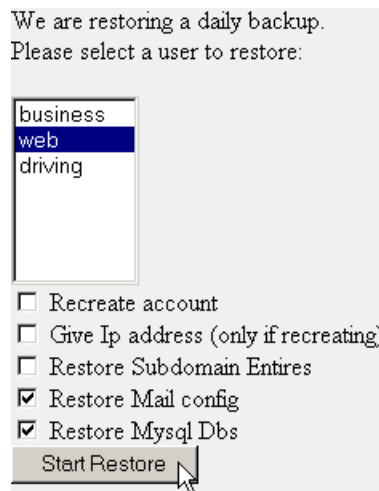 We are restoring a daily backup.
Please select a user to restore:
business
web
driving
Recreate account
Give Ip address (only if recreating)
Restore Subdomain Entires
Restore Mail config
Restore Mysql Dbs
Start Restore